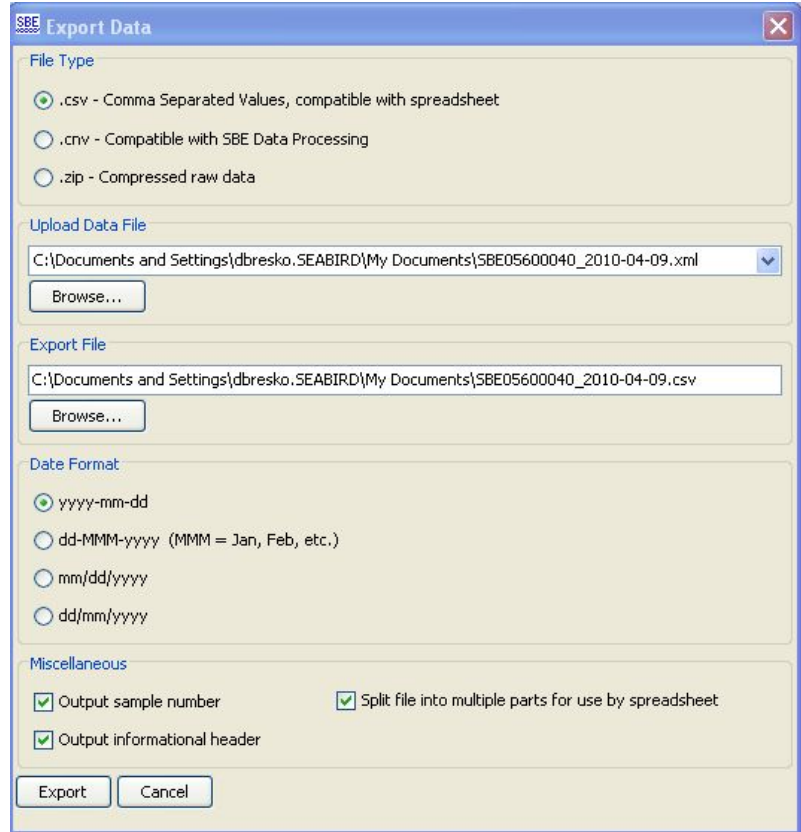 SBE Export Data
File Type
.csv - Comma Separated Values, compatible with spreadsheet
.cnv - Compatible with SBE Data Processing
.zip - Compressed raw data
Upload Data File
C:\Documents and Settings\dbresko.SEABIRD\My Documents\SBE05600040_2010-04-09.xml
Browse...
Export File
C:\Documents and Settings\dbresko.SEABIRD\My Documents\SBE05600040_2010-04-09.csv
Browse...
Date Format
yyyy-mm-dd
dd-MMM-yyyy (MMM = Jan, Feb, etc.)
mm/dd/yyyy
dd/mm/yyyy
Miscellaneous
Output sample number Split file into multiple parts for use by spreadsheet
Output informational header
Export Cancel